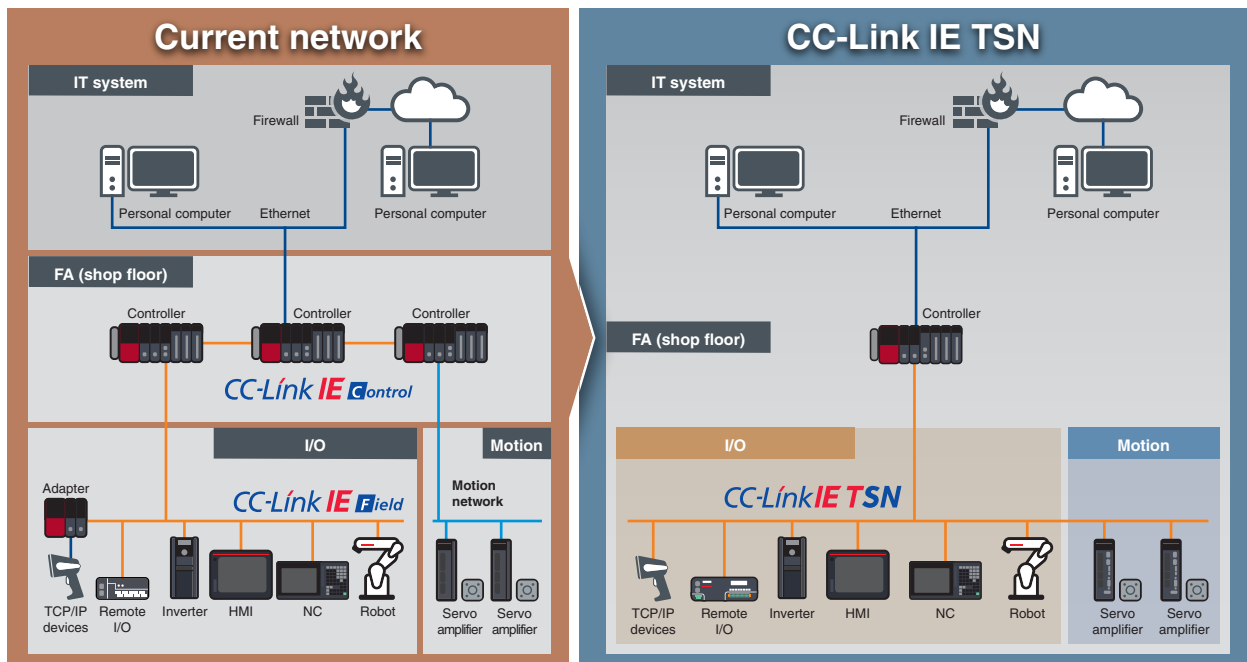 Current network
IT system
Firewall
Personal computer
Ethernet
Personal computer
FA (shop floor)
Controller
Controller
Controller
CC-Link IE Control
I/O
Motion
Adapter
CC-Link IE Field
Motion
network
TCP/IP
devices
Remote
I/O
Inverter
HMI
NC
Robot
Servo
amplifier
Servo
amplifier
CC-Link IE TSN
IT system
Firewall
Personal computer
Ethernet
Personal computer
Controller
FA (shop floor)
I/O
Motion
CC-Link IE TSN
TCP/IP
devices
Remote
I/O
Inverter
HMI
NC
Robot
Servo
amplifier
Servo
amplifier